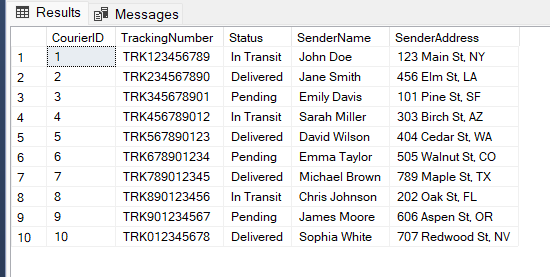 Results Messages
CourierID TrackingNumber Status SenderName SenderAddress
1 1 TRK123456789 In Transit John Doe 123 Main St, NY
2 2 TRK234567890 Delivered Jane Smith 456 Elm St, LA
3 3 TRK345678901 Pending Emily Davis 101 Pine St, SF
4 4 TRK456789012 In Transit Sarah Miller 303 Birch St, AZ
5 5 TRK567890123 Delivered David Wilson 404 Cedar St, WA
6 6 TRK678901234 Pending Emma Taylor 505 Walnut St, CO
7 7 TRK789012345 Delivered Michael Brown 789 Maple St, TX
8 8 TRK890123456 In Transit Chris Johnson 202 Oak St, FL
9 9 TRK901234567 Pending James Moore 606 Aspen St, OR
10 10 TRK012345678 Delivered Sophia White 707 Redwood St, NV